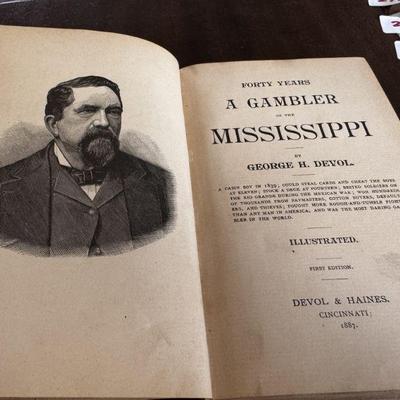 FORTY YEARS
A GAMBLER
ON THE
MISSISSIPPI
BY
GEORGE H. DEVOL.
A CABIN BOY IN 1839; COULD STEAL CARDS AND CHEAT THE BOYS
AT ELEVEN; STOCK A DECK AT FOURTEEN; BESTED SOLDIERS ON
THE RIO GRANDE DURING THE MEXICAN WAR; WON HUNDREDS
OF THOUSANDS FROM PAYMASTERS, COTTON BUYERS, DEFAULT-
ERS, AND THIEVES; FOUGHT MORE ROUGH-AND-TUMBLE FIGHTS
THAN ANY MAN IN AMERICA, AND WAS THE MOST DARING GAM-
BLER IN THE WORLD.
ILLUSTRATED.
FIRST EDITION.
DEVOL & HAINES,
CINCINNATI;
1887.